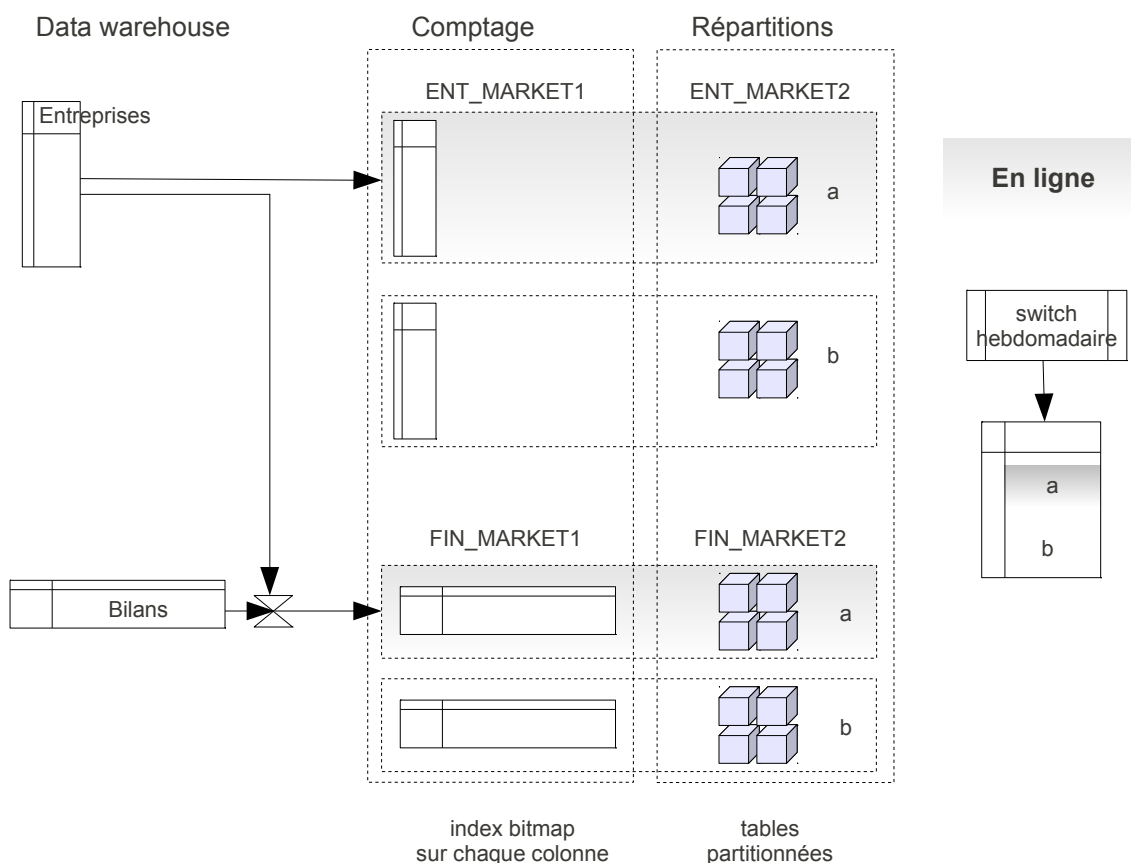 Data warehouse
Comptage
Répartitions
ENT_MARKET1
ENT_MARKET2
Entreprises
a
En ligne
b
switch
hebdomadaire
a
b
FIN_MARKET1
FIN_MARKET2
Bilans
a
b
index bitmap
sur chaque colonne
tables
partitionnées